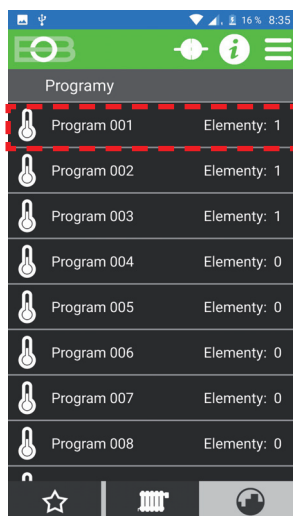 16 % 8:35
EOB
Programy
Program 001 Elementy: 1
Program 002 Elementy: 1
Program 003 Elementy: 1
Program 004 Elementy: 0
Program 005 Elementy: 0
Program 006 Elementy: 0
Program 007 Elementy: 0
Program 008 Elementy: 0